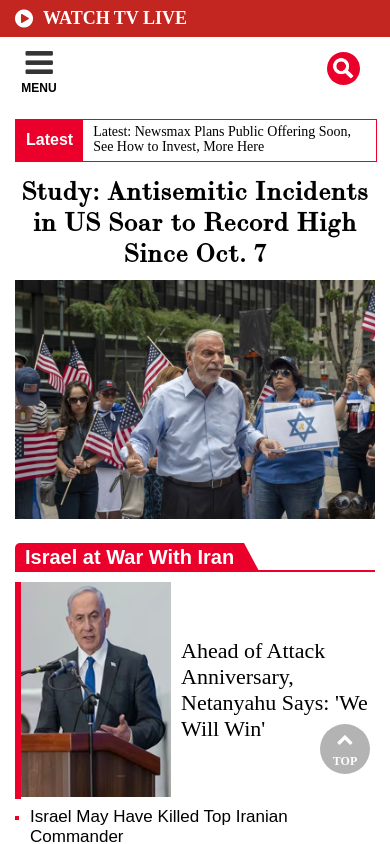 WATCH TV LIVE
MENU
Latest
Latest: Newsmax Plans Public Offering Soon,
See How to Invest, More Here
Study: Antisemitic Incidents
in US Soar to Record High
Since Oct. 7
Israel at War With Iran
Ahead of Attack
Anniversary,
Netanyahu Says: 'We
Will Win'
TOP
Israel May Have Killed Top Iranian
Commander